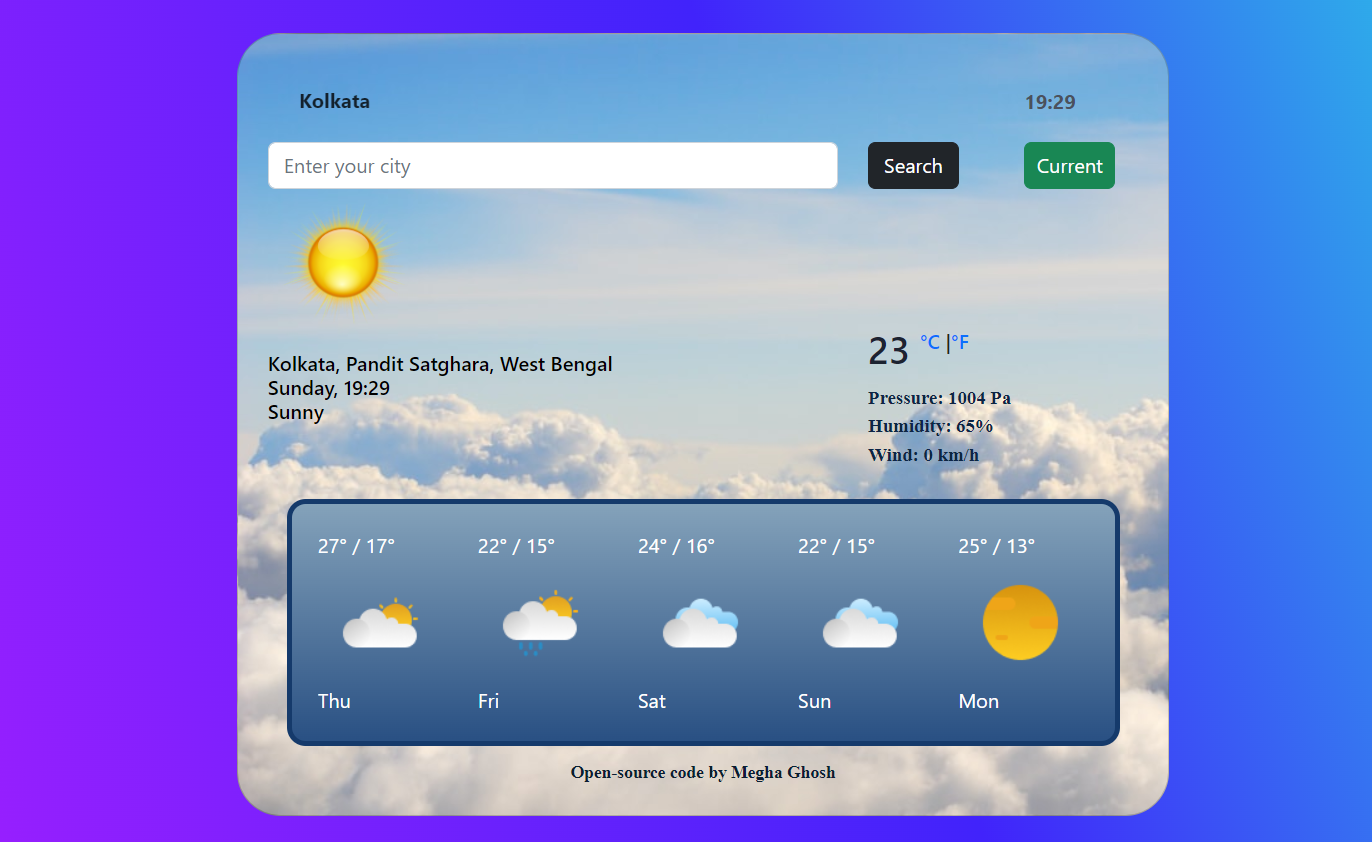 Kolkata 19:29
Enter your city Search Current
Kolkata, Pandit Satghara, West Bengal
Sunday, 19:29
Sunny
23 °C |°F
Pressure: 1004 Pa
Humidity: 65%
Wind: 0 km/h
27° / 17° 22° / 15° 24° / 16° 22° / 15° 25° / 13°
Thu Fri Sat Sun Mon
Open-source code by Megha Ghosh